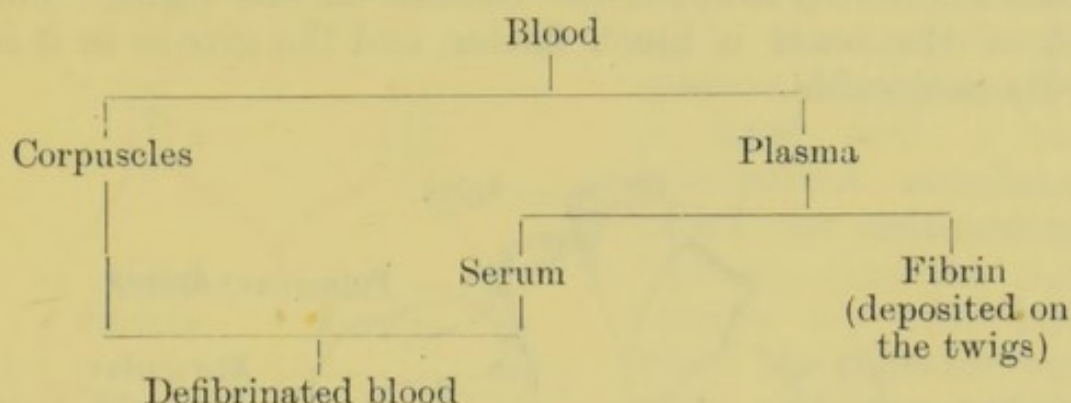 Blood
Corpuscles
Plasma
Serum
Fibrin
(deposited on
the twigs)
Defibrinated blood